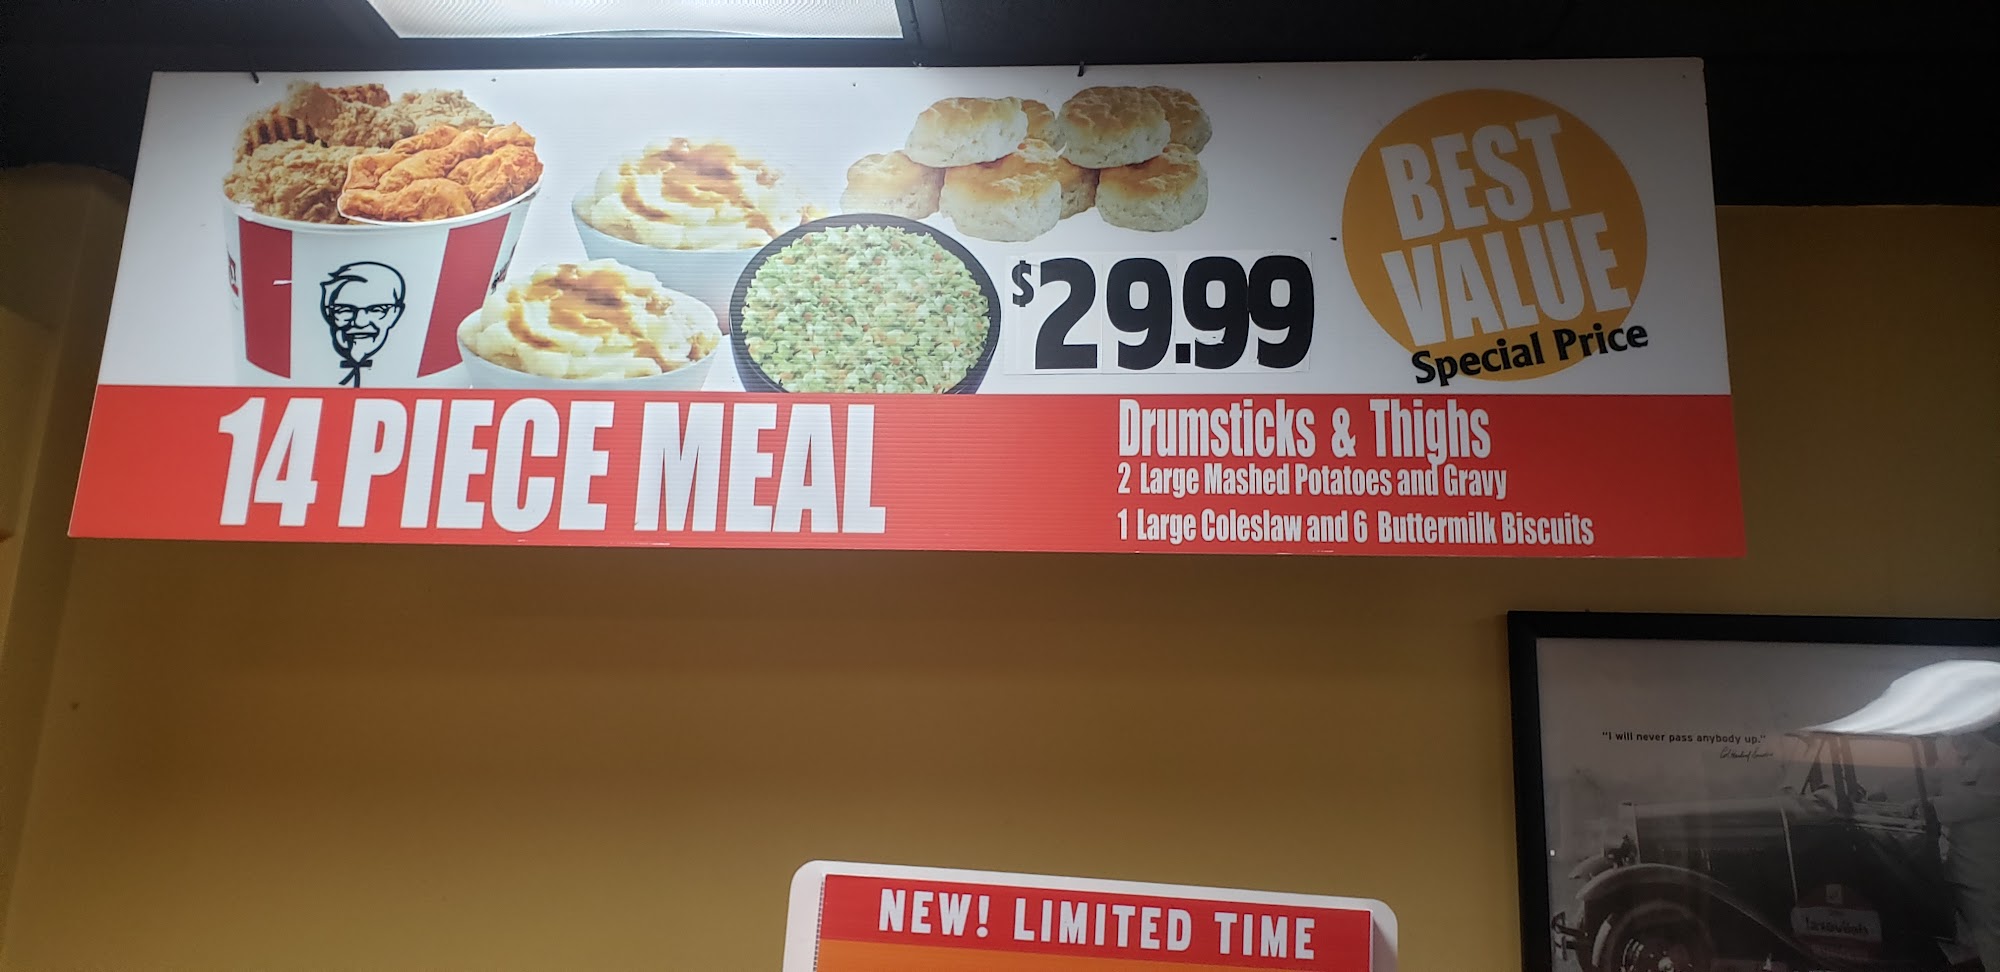 BEST
VALUE
Special Price
$29.99
14 PIECE MEAL
Drumsticks & Thighs
2 Large Mashed Potatoes and Gravy
1 Large Coleslaw and 6 Buttermilk Biscuits
"I will never pass anybody up."
NEW! LIMITED TIME